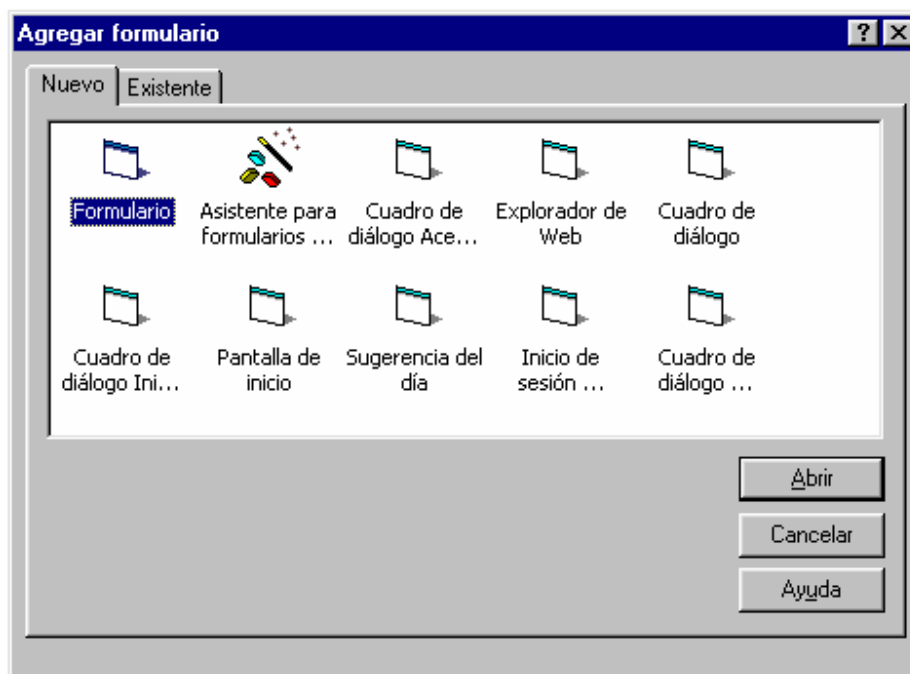 Agregar formulario
Nuevo
Existente
Formulario
Asistente para
formularios ...
Cuadro de
diálogo Ace...
Explorador de
Web
Cuadro de
diálogo
Cuadro de
diálogo Ini...
Pantalla de
inicio
Sugerencia del
día
Inicio de
sesión ...
Cuadro de
diálogo ...
Abrir
Cancelar
Ayuda